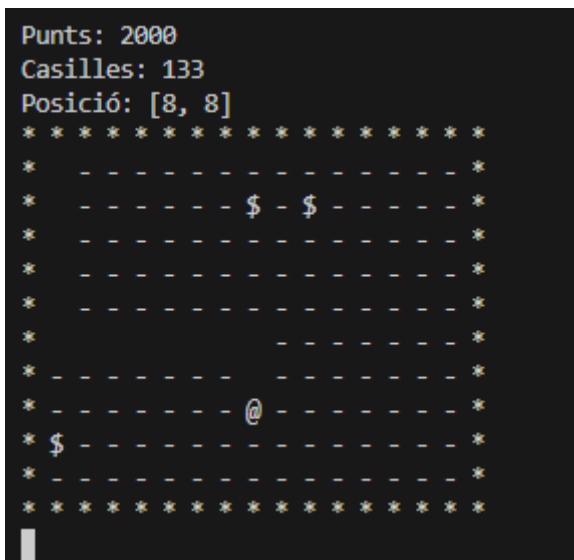 Punts: 2000
Casilles: 133
Posició: [8, 8]
* * * * * * * * * * * * * * * * *
*   - - - - - - - - - - - - - - *
*   - - - - - - $ - $ - - - - - *
*   - - - - - - - - - - - - - - *
*   - - - - - - - - - - - - - - *
*   - - - - - - - - - - - - - - *
*                 - - - - - - - *
* - - - - - - -   - - - - - - - *
* - - - - - - - @ - - - - - - - *
* $ - - - - - - - - - - - - - - *
* - - - - - - - - - - - - - - - *
* * * * * * * * * * * * * * * * *